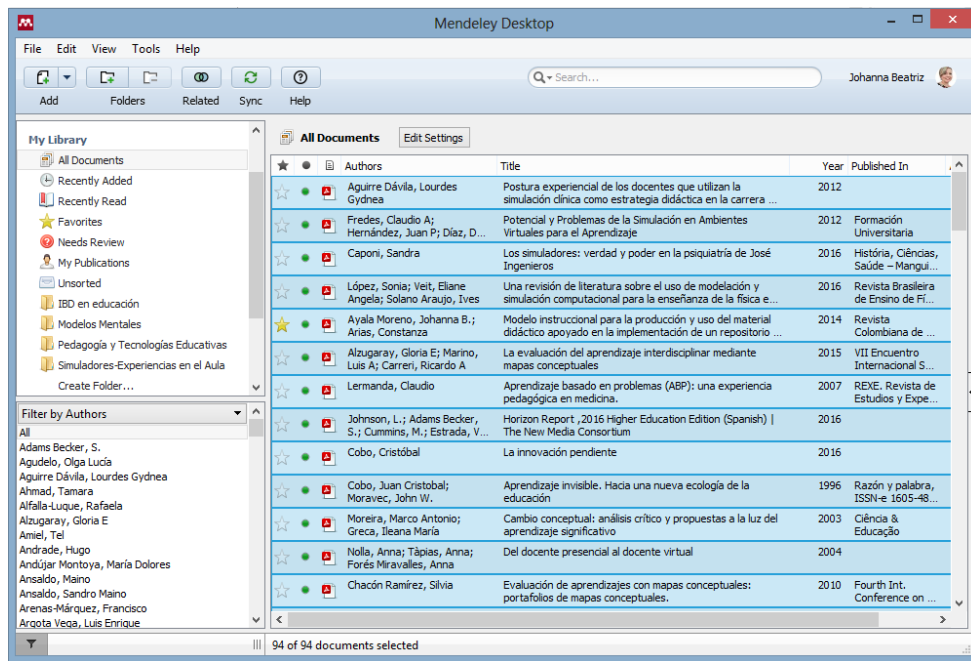 Mendeley Desktop
File Edit View Tools Help
Search...
Johanna Beatriz
Add Folders Related Sync Help
My Library
All Documents
Recently Added
Recently Read
Favorites
Needs Review
My Publications
Unsorted
IBD en educación
Modelos Mentales
Pedagogía y Tecnologías Educativas
Simuladores-Experiencias en el Aula
Create Folder...
Filter by Authors
All
Adams Becker, S.
Agudelo, Olga Lucía
Aguirre Dávila, Lourdes Gydnea
Ahmad, Tamara
Alfalla-Luque, Rafaela
Alzugaray, Gloria E
Amiel, Tel
Andrade, Hugo
Andújar Montoya, María Dolores
Ansaldo, Maino
Ansaldo, Sandro Maino
Arenas-Márquez, Francisco
Argota Vega, Luis Enrique
All Documents Edit Settings
Authors Title Year Published In
Aguirre Dávila, Lourdes Postura experiencial de los docentes que utilizan la 2012
Gydnea simulación clínica como estrategia didáctica en la carrera ...
Fredes, Claudio A; Potencial y Problemas de la Simulación en Ambientes 2012 Formación
Hernández, Juan P; Díaz, D... Virtuales para el Aprendizaje Universitaria
Caponi, Sandra Los simuladores: verdad y poder en la psiquiatría de José 2016 História, Ciências,
Ingenieros Saúde – Mangui...
López, Sonia; Veit, Eliane Una revisión de literatura sobre el uso de modelación y 2016 Revista Brasileira
Angela; Solano Araujo, Ives simulación computacional para la enseñanza de la física e... de Ensino de Fí...
Ayala Moreno, Johanna B.; Modelo instruccional para la producción y uso del material 2014 Revista
Arias, Constanza didáctico apoyado en la implementación de un repositorio ... Colombiana de ...
Alzugaray, Gloria E; Marino, La evaluación del aprendizaje interdisciplinar mediante 2015 VII Encuentro
Luis A; Carreri, Ricardo A mapas conceptuales Internacional S...
Lermanda, Claudio Aprendizaje basado en problemas (ABP): una experiencia 2007 REXE. Revista de
pedagógica en medicina. Estudios y Expe...
Johnson, L.; Adams Becker, Horizon Report ,2016 Higher Education Edition (Spanish) | 2016
S.; Cummins, M.; Estrada, V... The New Media Consortium
Cobo, Cristóbal La innovación pendiente 2016
Cobo, Juan Cristobal; Aprendizaje invisible. Hacia una nueva ecología de la 1996 Razón y palabra,
Moravec, John W. educación ISSN-e 1605-48...
Moreira, Marco Antonio; Cambio conceptual: análisis crítico y propuestas a la luz del 2003 Ciência &
Greca, Ileana María aprendizaje significativo Educação
Nolla, Anna; Tàpias, Anna; Del docente presencial al docente virtual 2004
Forés Miravalles, Anna
Chacón Ramírez, Silvia Evaluación de aprendizajes con mapas conceptuales: 2010 Fourth Int.
portafolios de mapas conceptuales. Conference on ...
94 of 94 documents selected